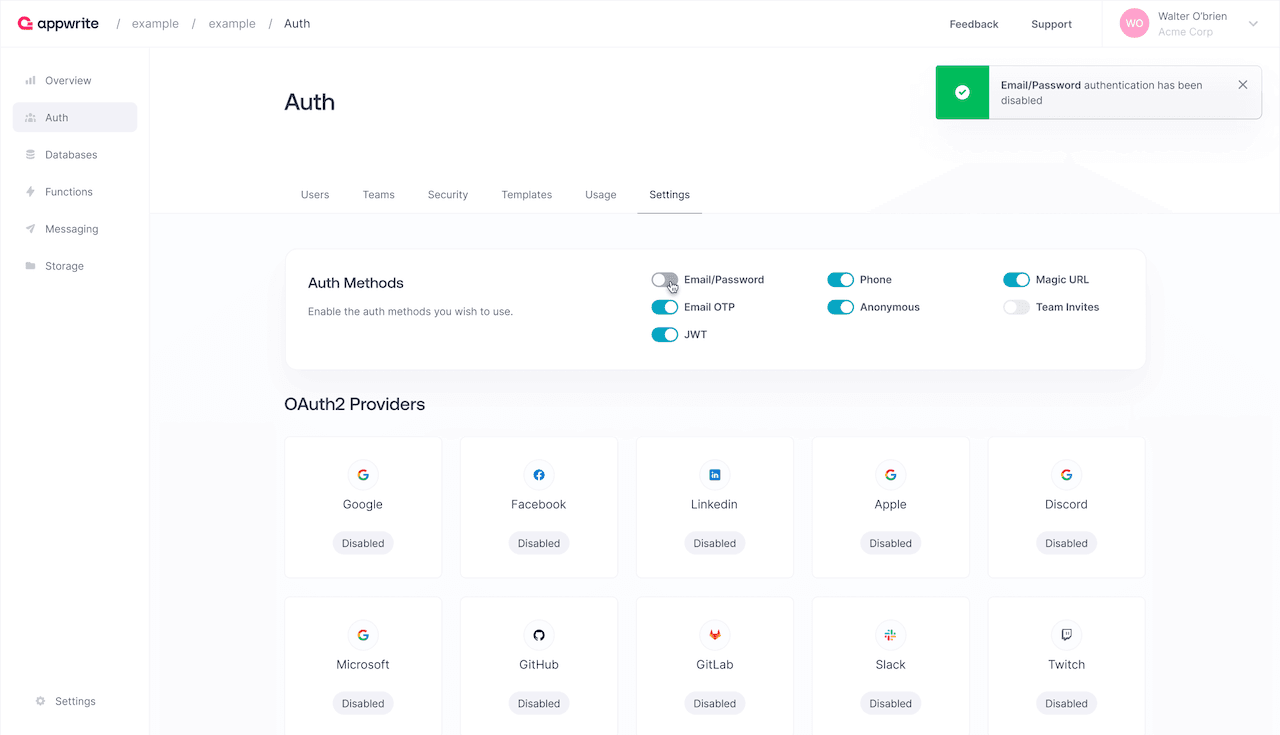 appwrite / example / example / Auth
Feedback
Support
WO
Walter O'brien
Acme Corp
Overview
Auth
Databases
Functions
Messaging
Storage
Settings
Auth
Email/Password authentication has been
disabled
Users Teams Security Templates Usage Settings
Auth Methods
Enable the auth methods you wish to use.
Email/Password Phone Magic URL
Email OTP Anonymous Team Invites
JWT
OAuth2 Providers
Google Facebook Linkedin Apple Discord
Disabled Disabled Disabled Disabled Disabled
Microsoft GitHub GitLab Slack Twitch
Disabled Disabled Disabled Disabled Disabled